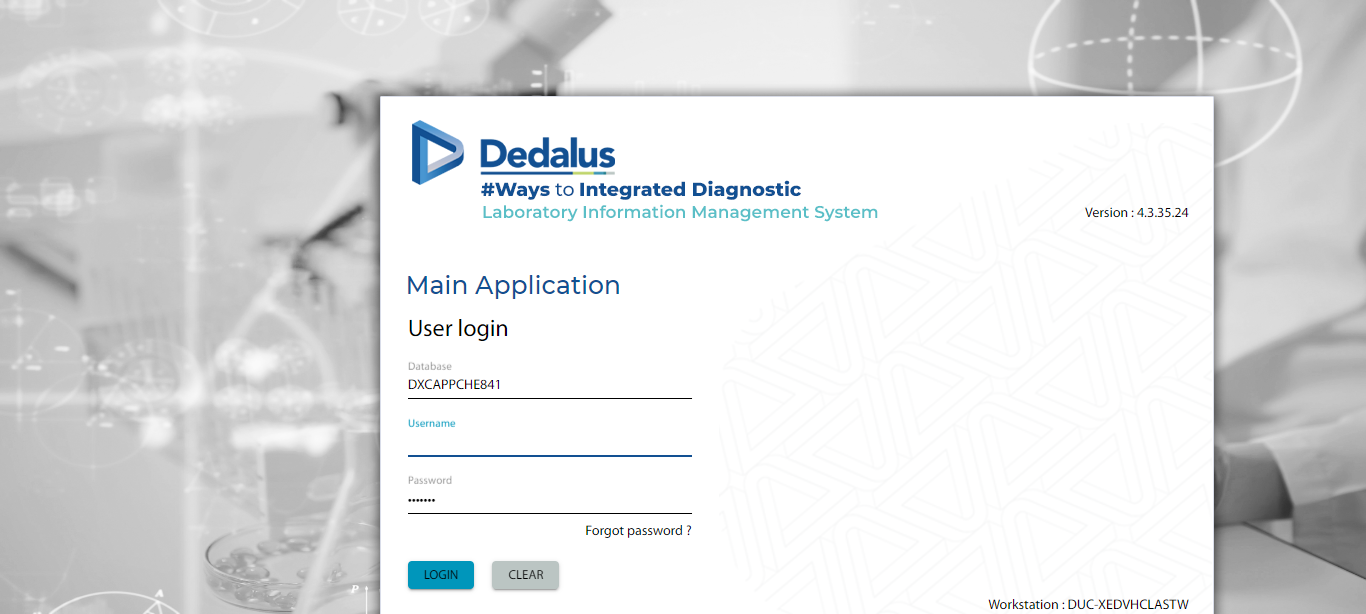 Dedalus
#Ways to Integrated Diagnostic
Laboratory Information Management System
Version : 4.3.35.24
Main Application
User login
Database
DXCAPPCHE841
Username
Password
•••••••
Forgot password ?
LOGIN CLEAR
A
P
Workstation : DUC-XEDVHCLASTW